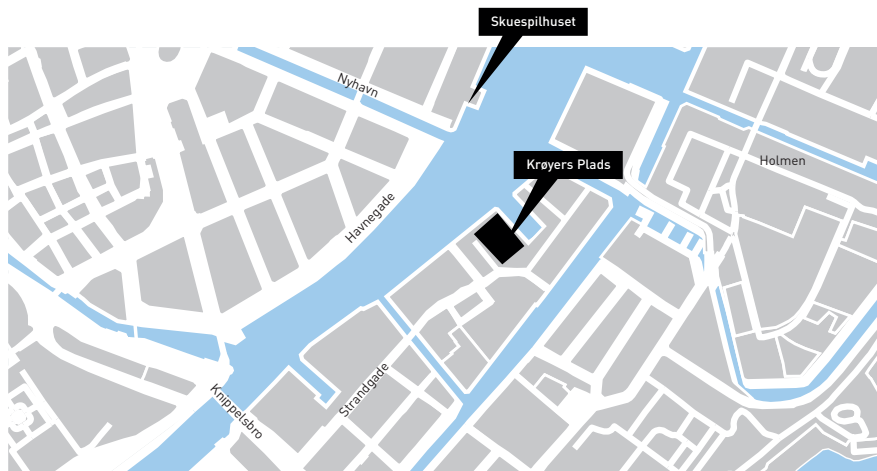 Skuespilhuset
Nyhavn
Krøyers Plads
Holmen
Havnegade
Strandgade
Knippelsbro